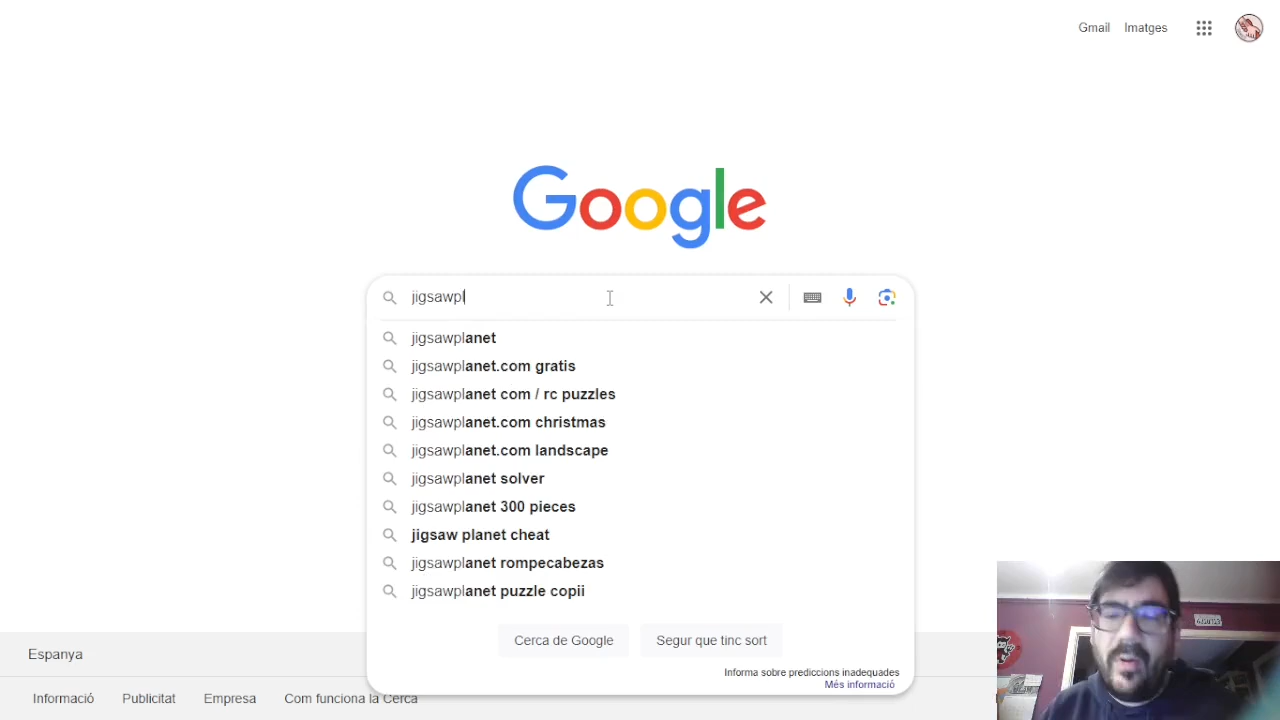 Gmail Imatges
Google
jigsawpl
jigsawplanet
jigsawplanet.com gratis
jigsawplanet com / rc puzzles
jigsawplanet.com christmas
jigsawplanet.com landscape
jigsawplanet solver
jigsawplanet 300 pieces
jigsaw planet cheat
jigsawplanet rompecabezas
jigsawplanet puzzle copii
Cerca de Google Segur que tinc sort
Informa sobre prediccions inadequades
Més informació
Espanya
Informació Publicitat Empresa Com funciona la Cerca